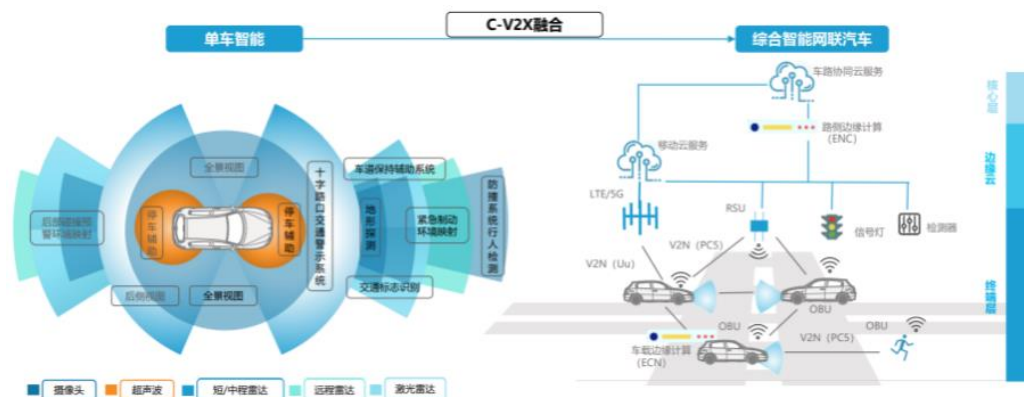 C-V2X融合
单车智能
综合智能网联汽车
全景视图
后部碰撞预
警环境映射
停车辅助
停车辅助
十字路口交通警示系统
车道保持辅助系统
地形探测
紧急制动
环境映射
防撞系统行人检测
交通标志识别
后侧视图
全景视图
摄像头
超声波
短/中程雷达
远程雷达
激光雷达
车路协同云服务
路侧边缘计算
(ENC)
移动云服务
LTE/5G
RSU
信号灯
检测器
V2N (PC5)
V2N (Uu)
OBU
OBU
V2N (PC5)
OBU
车载边缘计算
(ECN)
核心层
边缘云
终端层